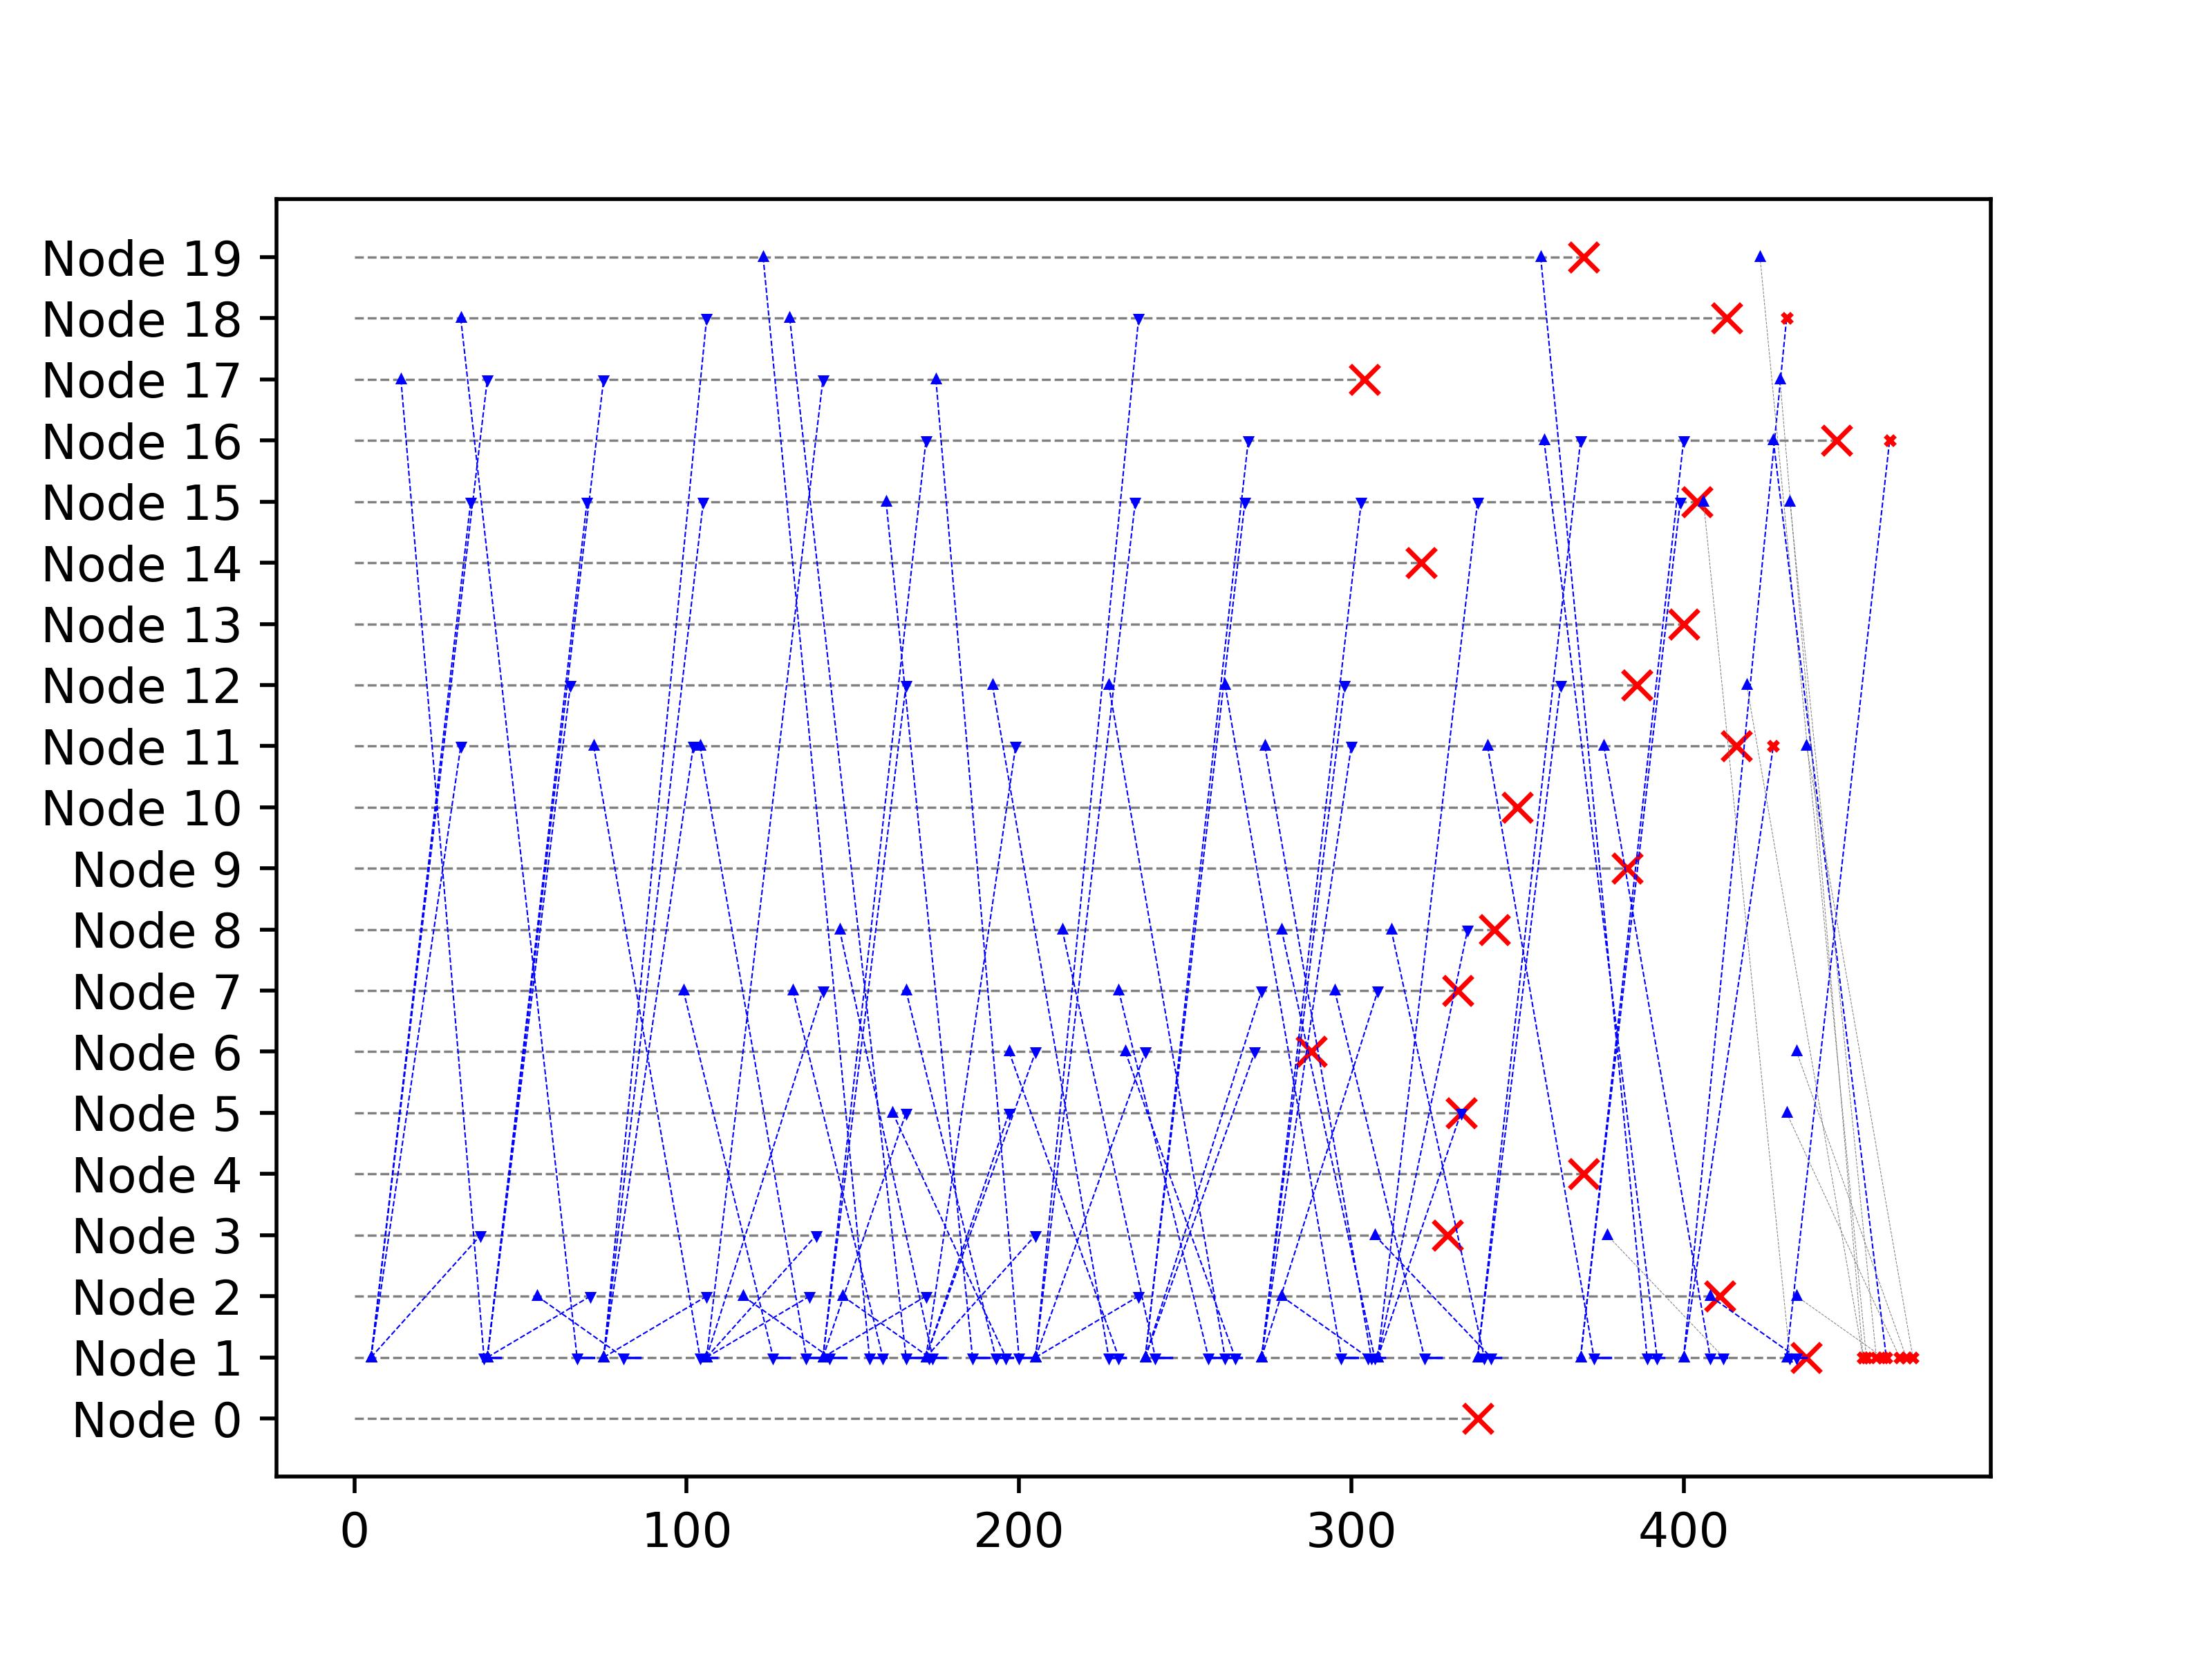 Node 19
Node 18
Node 17
Node 16
Node 15
Node 14
Node 13
Node 12
Node 11
Node 10
Node 9
Node 8
Node 7
Node 6
Node 5
Node 4
Node 3
Node 2
Node 1
Node 0
0 100 200 300 400